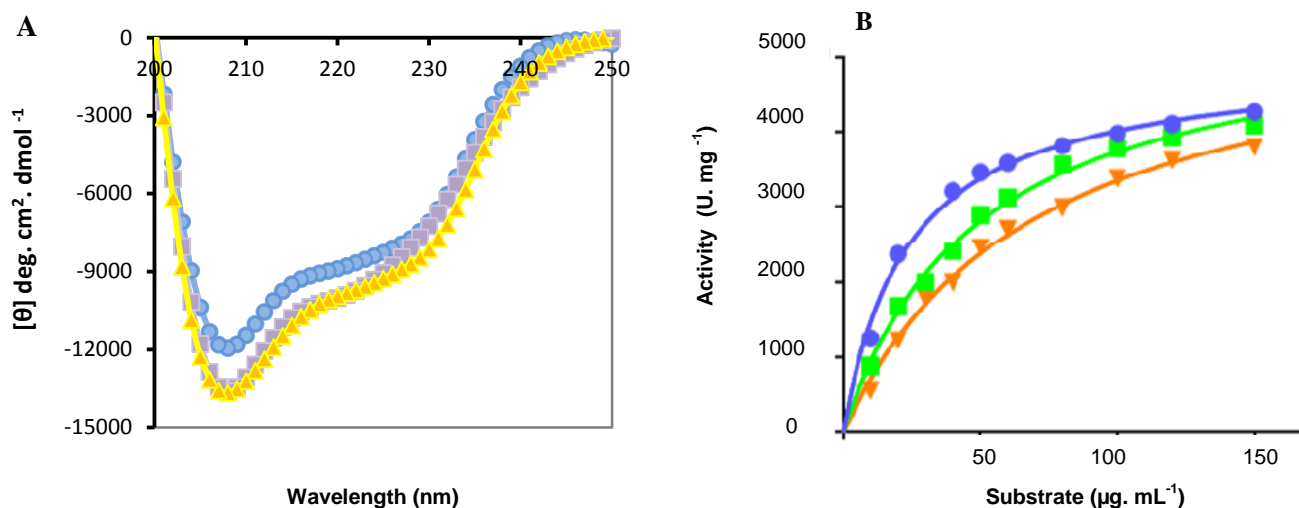 A
0
-3000
-6000
-9000
-12000
-15000
200 210 220 230 240 250
[θ] deg. cm². dmol ⁻¹
Wavelength (nm)
B
5000
4000
3000
2000
1000
0
50 100 150
Activity (U. mg ⁻¹)
Substrate (µg. mL⁻¹)